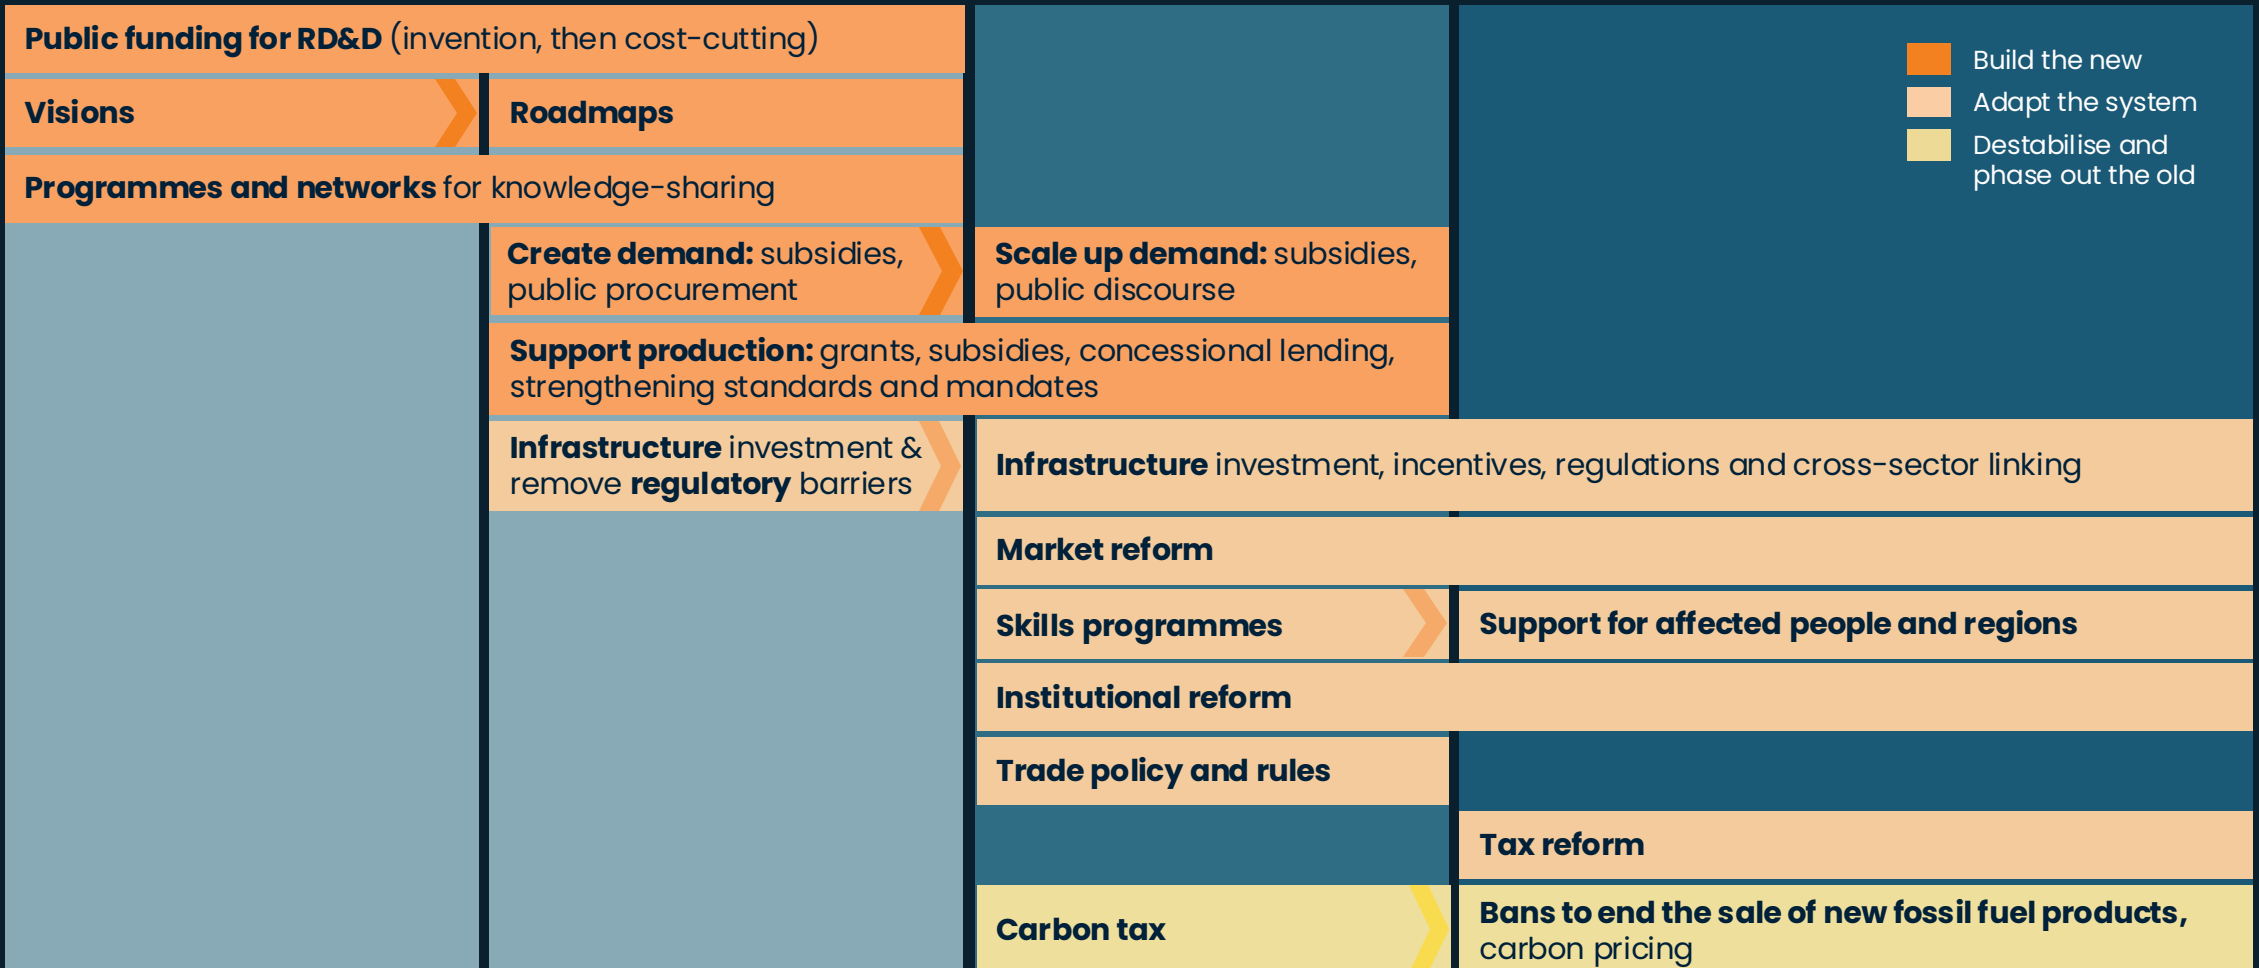 Public funding for RD&D (invention, then cost-cutting)
Build the new
Adapt the system
Destabilise and
phase out the old
Visions
Roadmaps
Programmes and networks for knowledge-sharing
Create demand: subsidies,
public procurement
Scale up demand: subsidies,
public discourse
Support production: grants, subsidies, concessional lending,
strengthening standards and mandates
Infrastructure investment &
remove regulatory barriers
Infrastructure investment, incentives, regulations and cross-sector linking
Market reform
Skills programmes
Support for affected people and regions
Institutional reform
Trade policy and rules
Tax reform
Carbon tax
Bans to end the sale of new fossil fuel products,
carbon pricing